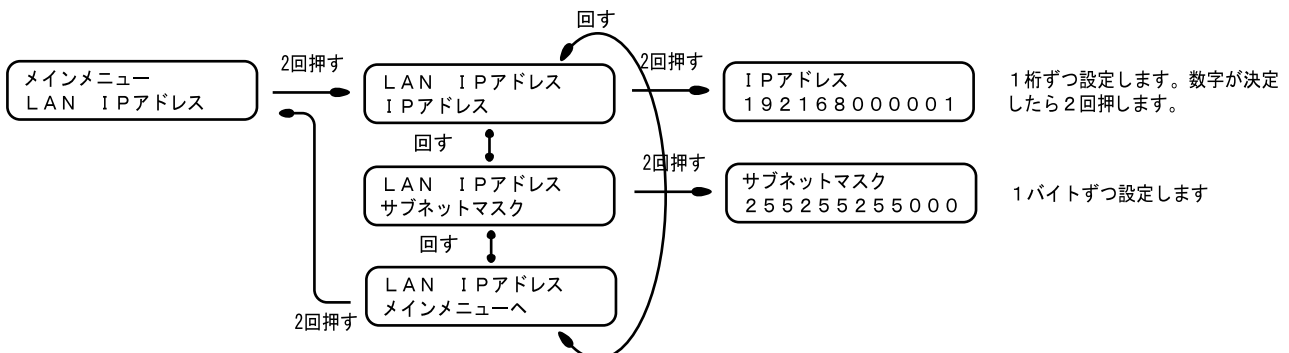 回す
2回押す
2回押す
メインメニュー
LAN IPアドレス
LAN IPアドレス
IPアドレス
IPアドレス
192168000001
1桁ずつ設定します。数字が決定
したら2回押します。
回す
2回押す
LAN IPアドレス
サブネットマスク
サブネットマスク
255255255000
1バイトずつ設定します
回す
LAN IPアドレス
メインメニューへ
2回押す